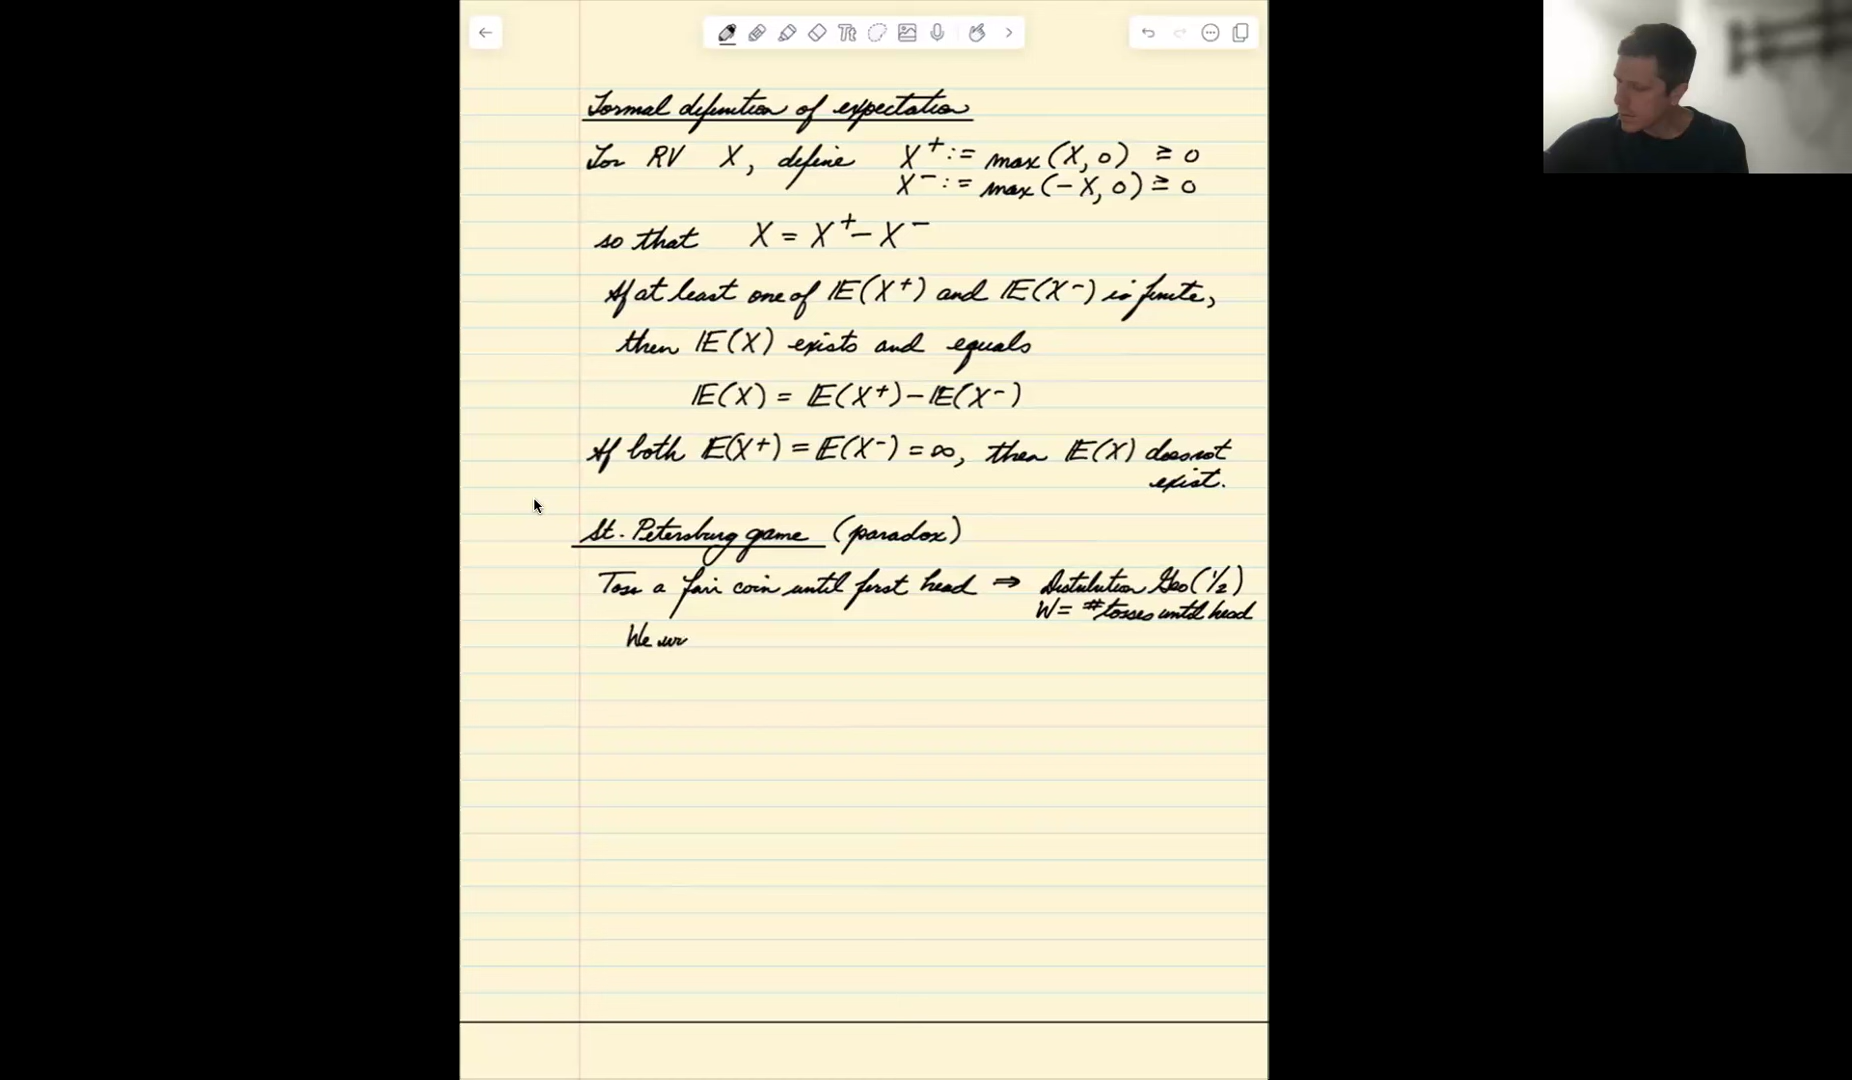 Formal definition of expectation
For RV X, define X⁺ := max(X, 0) ≥ 0
X⁻ := max(-X, 0) ≥ 0
so that X = X⁺ - X⁻
If at least one of 𝔼(X⁺) and 𝔼(X⁻) is finite,
then 𝔼(X) exists and equals
𝔼(X) = 𝔼(X⁺) - 𝔼(X⁻)
If both 𝔼(X⁺) = 𝔼(X⁻) = ∞, then 𝔼(X) does not
exist.
St. Petersburg game (paradox)
Toss a fair coin until first head ⇒ Distribution Geo(1/2)
W = # tosses until head
We w